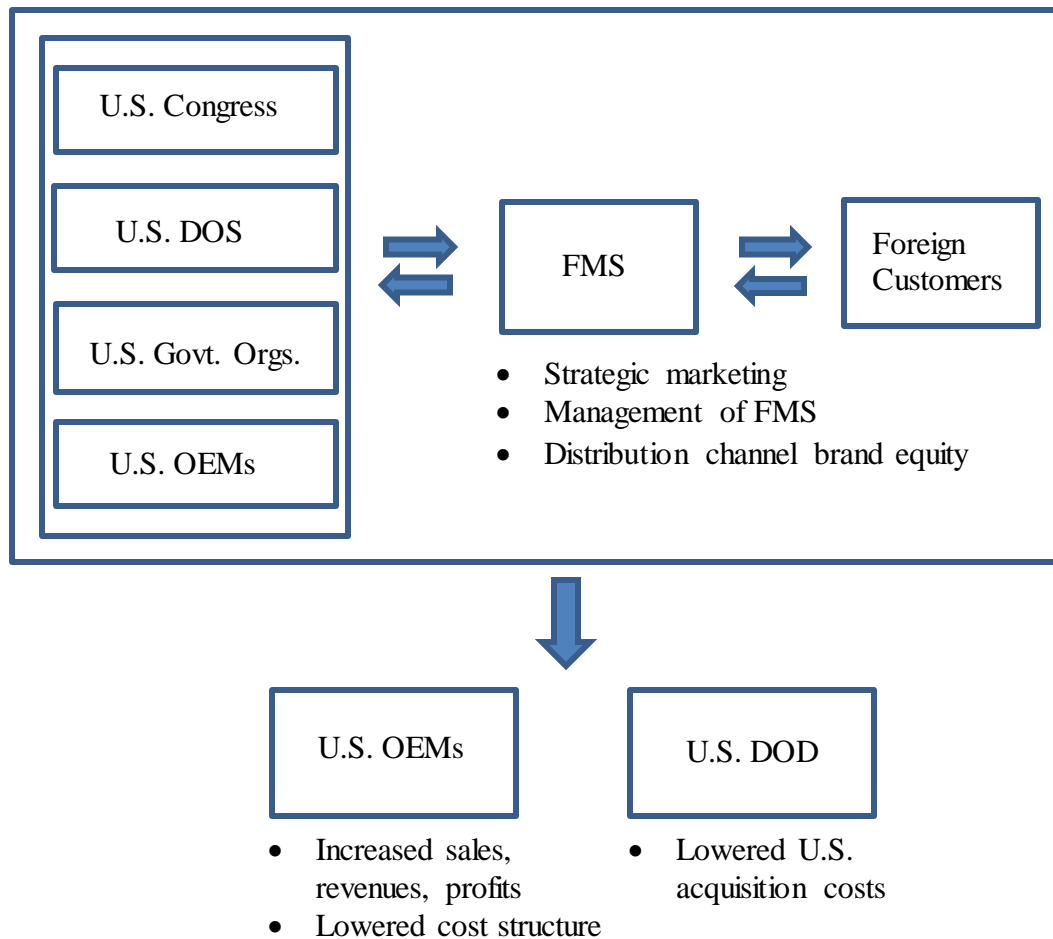 U.S. Congress
U.S. DOS
U.S. Govt. Orgs.
U.S. OEMs
FMS
Foreign
Customers
• Strategic marketing
• Management of FMS
• Distribution channel brand equity
U.S. OEMs
• Increased sales,
revenues, profits
• Lowered cost structure
U.S. DOD
• Lowered U.S.
acquisition costs